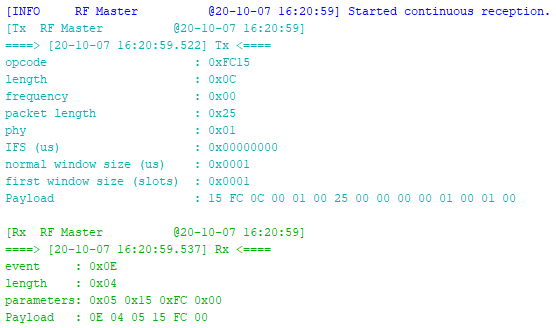 [INFO     RF Master          @20-10-07 16:20:59] Started continuous reception.
[Tx  RF Master          @20-10-07 16:20:59]
====> [20-10-07 16:20:59.522] Tx <====
opcode                     : 0xFC15
length                     : 0x0C
frequency                  : 0x00
packet length              : 0x25
phy                        : 0x01
IFS (us)                   : 0x00000000
normal window size (us)    : 0x0001
first window size (slots)  : 0x0001
Payload                    : 15 FC 0C 00 01 00 25 00 00 00 00 01 00 01 00
[Rx  RF Master          @20-10-07 16:20:59]
====> [20-10-07 16:20:59.537] Rx <====
event     : 0x0E
length    : 0x04
parameters: 0x05 0x15 0xFC 0x00
Payload   : 0E 04 05 15 FC 00